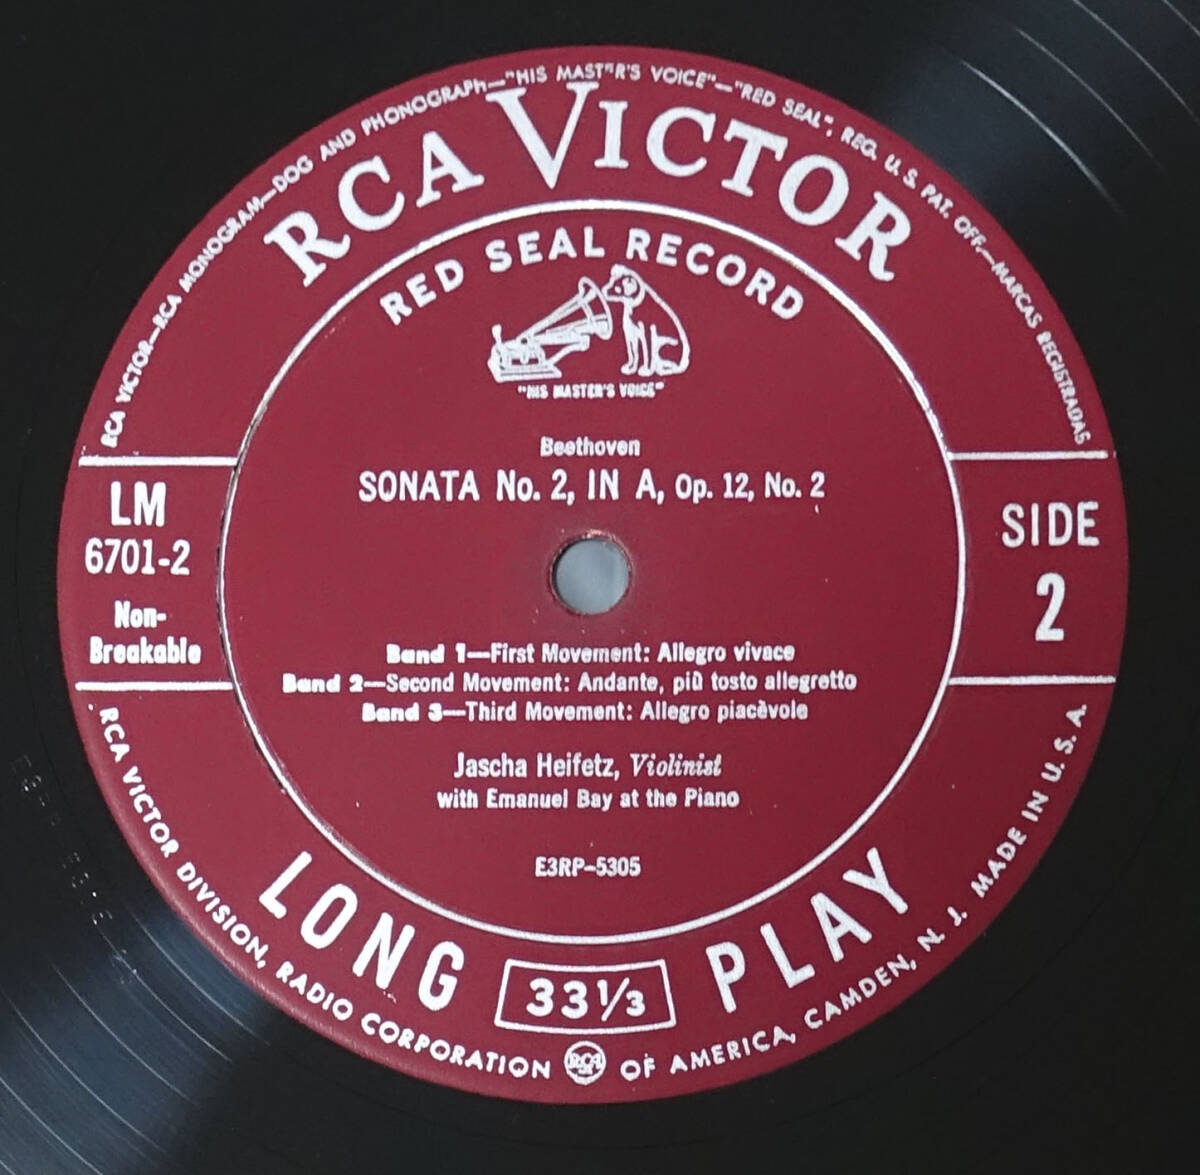 RCA VICTOR—RCA MONOGRAM—DOG AND PHONOGRAPH—"HIS MASTER'S VOICE"—"RED SEAL", REG. U. S. PAT. OFF.—MARCAS REGISTRADAS
RCA VICTOR
RED SEAL RECORD
"HIS MASTER'S VOICE"
Beethoven
SONATA No. 2, IN A, Op. 12, No. 2
LM
6701-2
Non-
Breakable
SIDE
2
Band 1—First Movement: Allegro vivace
Band 2—Second Movement: Andante, più tosto allegretto
Band 3—Third Movement: Allegro piacèvole
Jascha Heifetz, Violinist
with Emanuel Bay at the Piano
E3RP-5305
LONG 33 1/3 PLAY
RCA VICTOR DIVISION, RADIO CORPORATION RCA OF AMERICA, CAMDEN, N. J. MADE IN U. S. A.